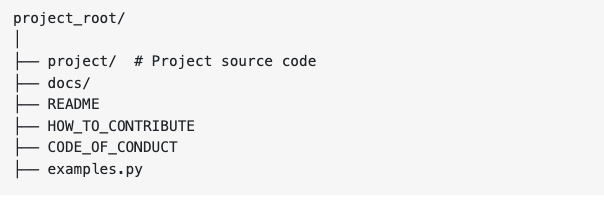 project_root/
│
├── project/  # Project source code
├── docs/
├── README
├── HOW_TO_CONTRIBUTE
├── CODE_OF_CONDUCT
├── examples.py